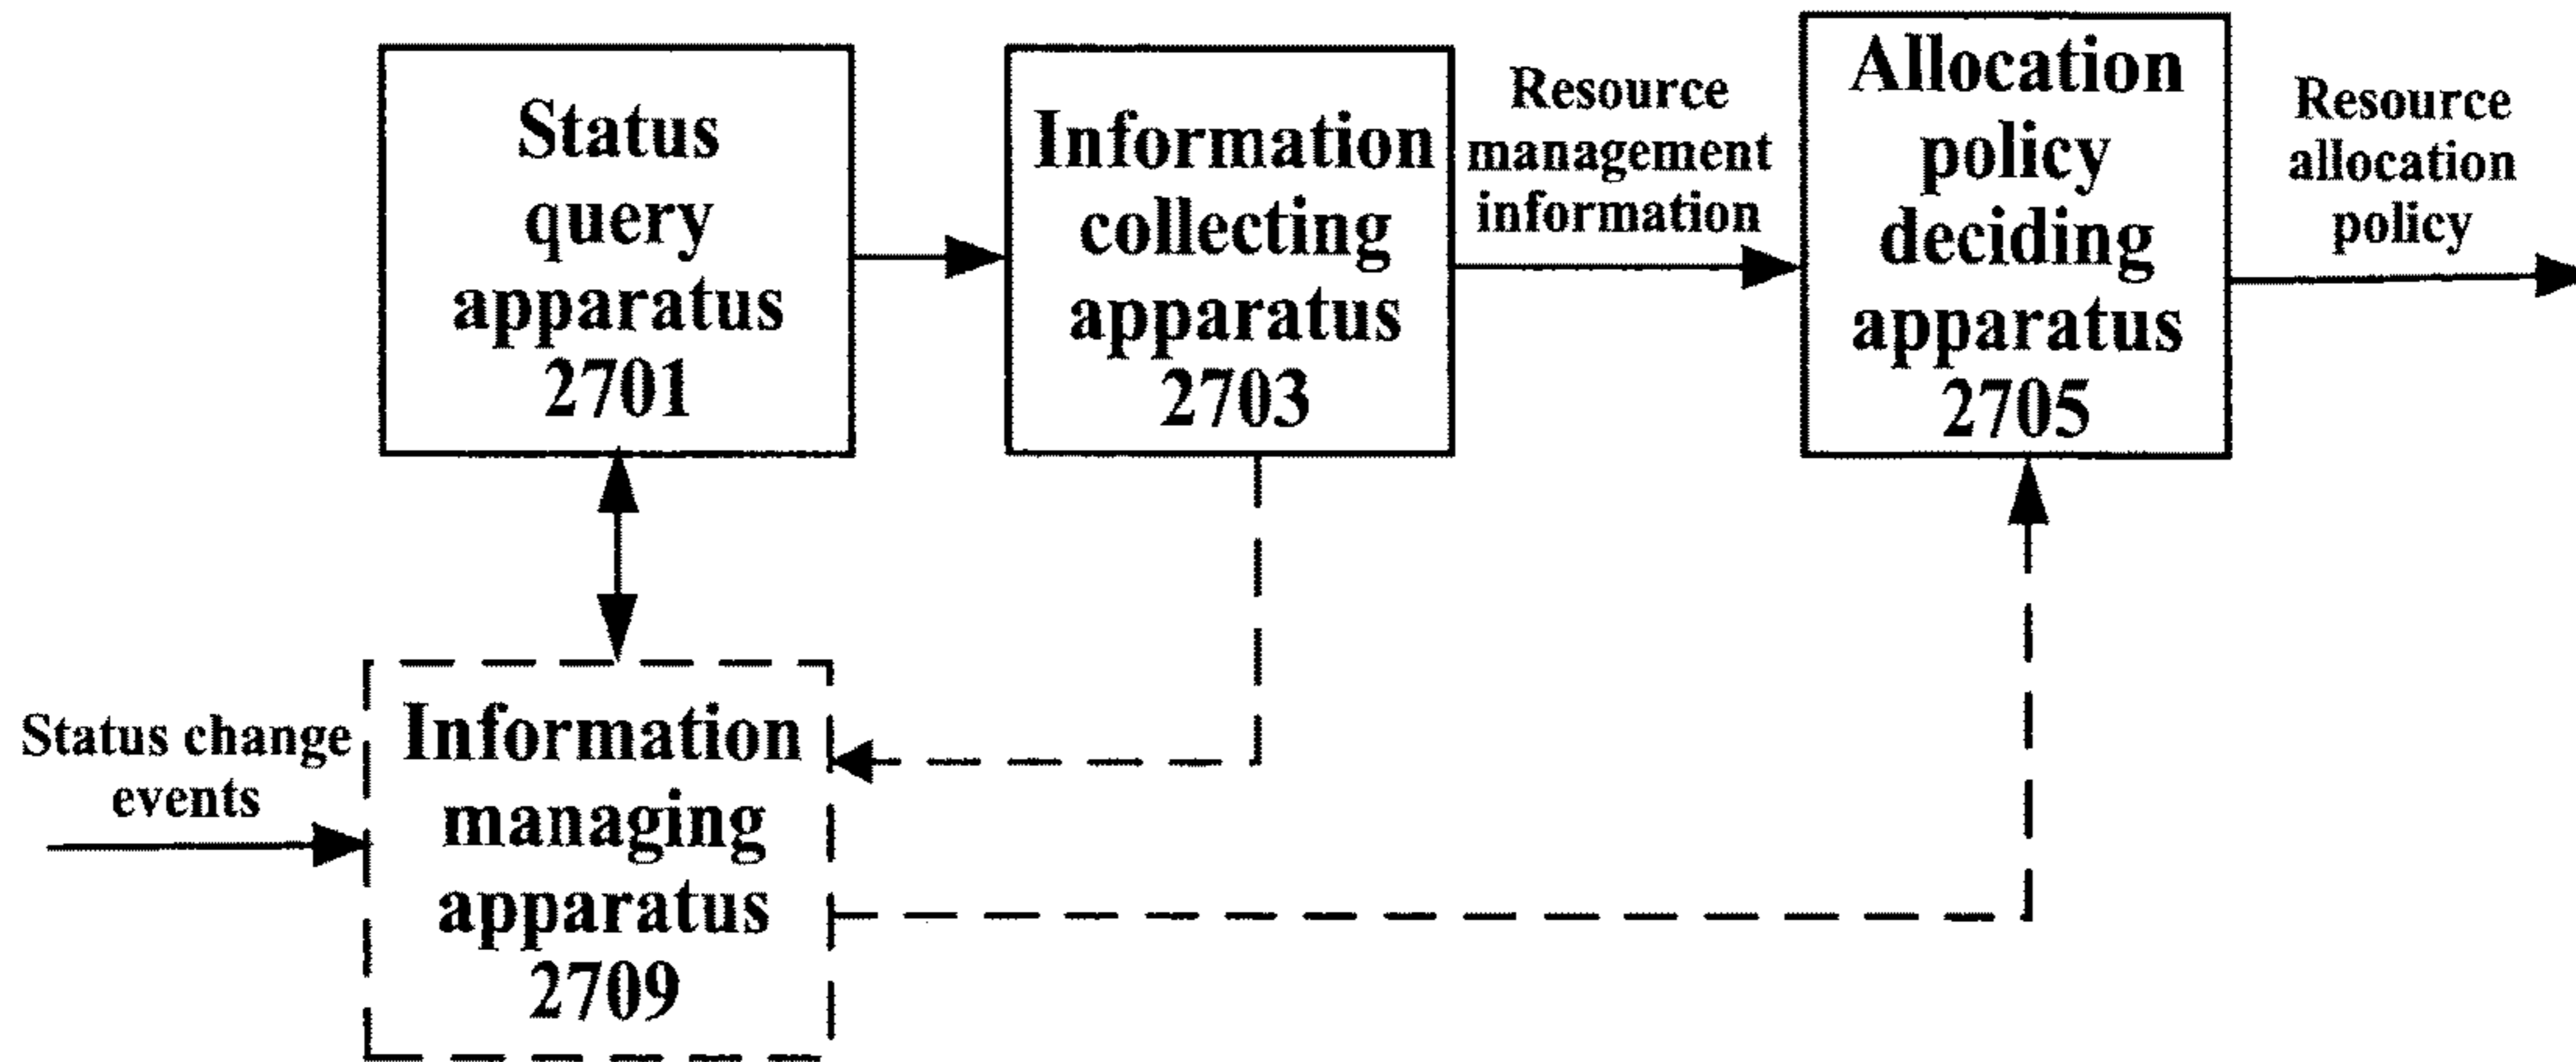 Status
query
apparatus
2701
Information
collecting
apparatus
2703
Resource
management
information
Allocation
policy
deciding
apparatus
2705
Resource
allocation
policy
Status change
events
Information
managing
apparatus
2709